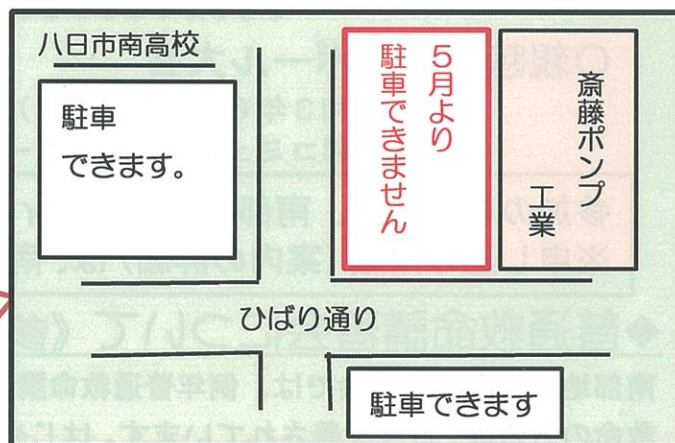 八日市南高校
駐車
できます。
5月より
駐車できません
斎藤ポンプ
工業
ひばり通り
駐車できます